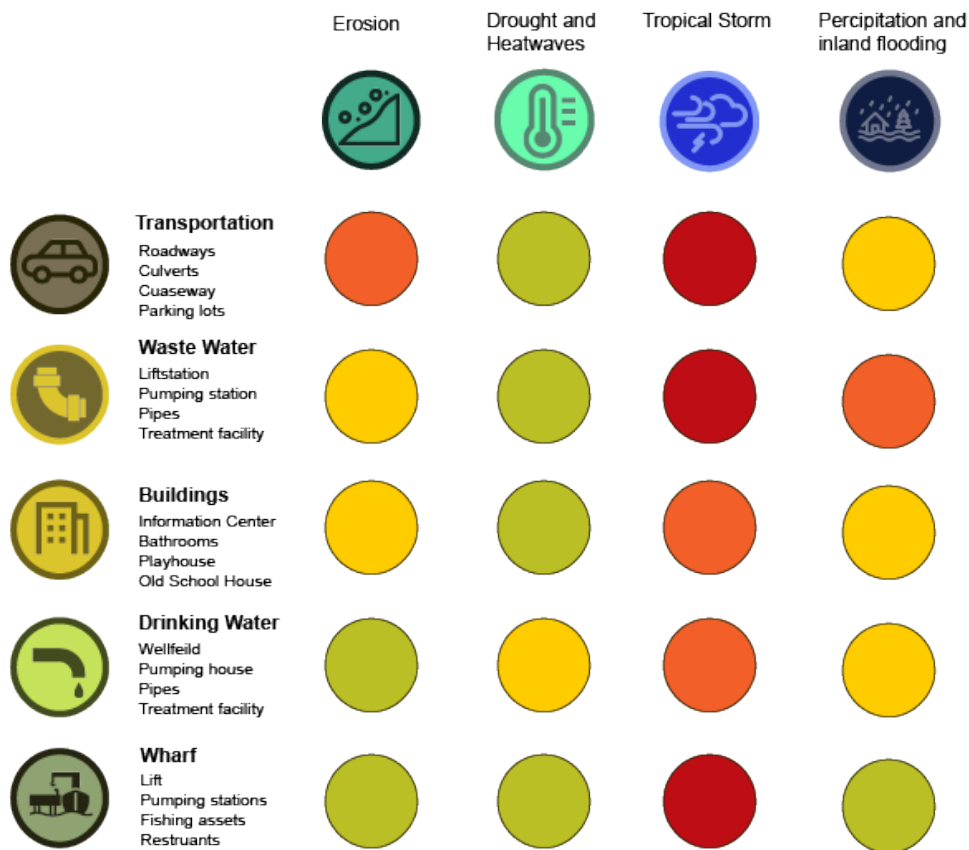 Erosion
Drought and
Heatwaves
Tropical Storm
Percipitation and
inland flooding
Transportation
Roadways
Culverts
Cuaseway
Parking lots
Waste Water
Liftstation
Pumping station
Pipes
Treatment facility
Buildings
Information Center
Bathrooms
Playhouse
Old School House
Drinking Water
Wellfeild
Pumping house
Pipes
Treatment facility
Wharf
Lift
Pumping stations
Fishing assets
Restruants